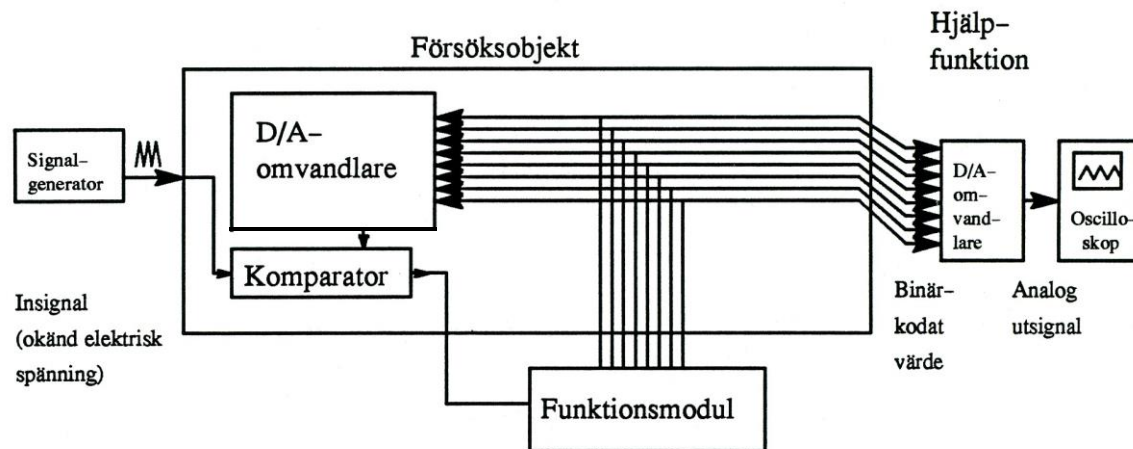 Försöksobjekt
Hjälp–
funktion
Signal–
generator
D/A–
omvandlare
Komparator
D/A–
om–
vand–
lare
Oscillo–
skop
Insignal
(okänd elektrisk
spänning)
Binär–
kodat
värde
Analog
utsignal
Funktionsmodul